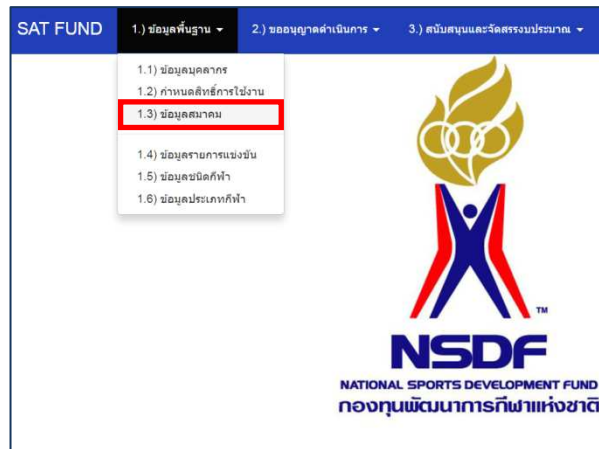 SAT FUND 1.) ข้อมูลพื้นฐาน 2.) ขออนุญาตดำเนินการ 3.) สนับสนุนและจัดสรรงบประมาณ
1.1) ข้อมูลบุคลากร
1.2) กำหนดสิทธิ์การใช้งาน
1.3) ข้อมูลสมาคม
1.4) ข้อมูลรายการแข่งขัน
1.5) ข้อมูลชนิดกีฬา
1.6) ข้อมูลประเภทกีฬา
TM
NSDF
NATIONAL SPORTS DEVELOPMENT FUND
กองทุนพัฒนาการกีฬาแห่งชาติ